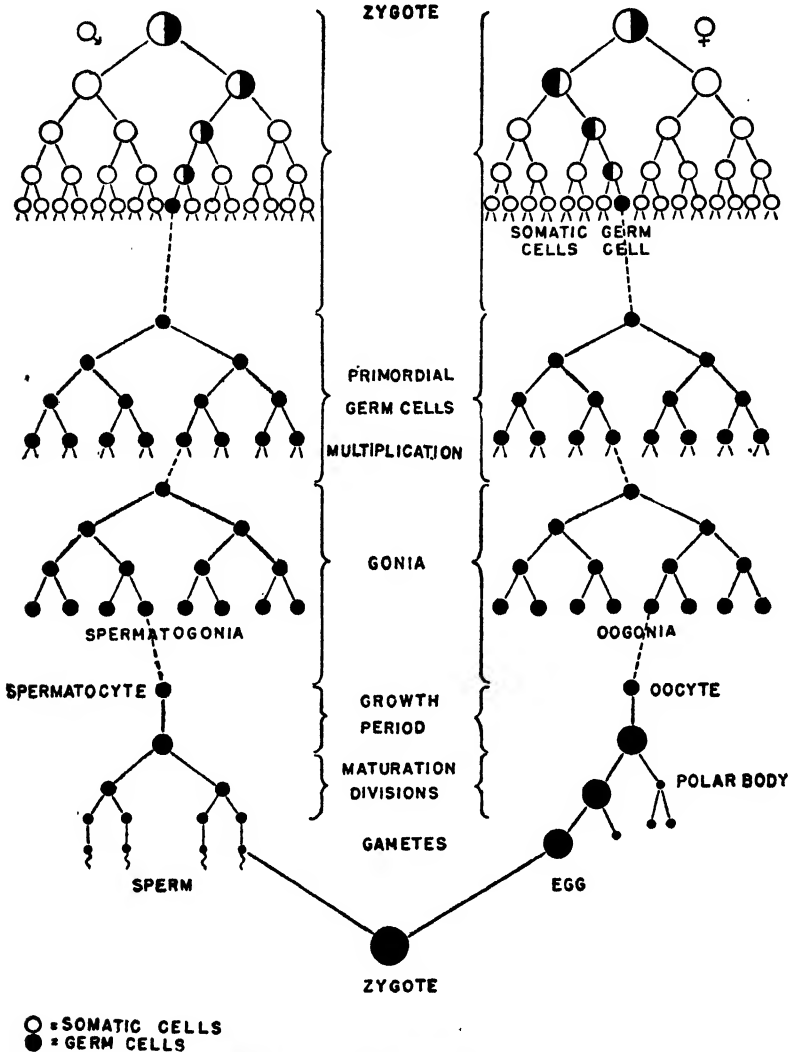 ZYGOTE
♂
♀
SOMATIC GERM
CELLS CELL
PRIMORDIAL
GERM CELLS
MULTIPLICATION
GONIA
SPERMATOGONIA
OOGONIA
SPERMATOCYTE
OOCYTE
GROWTH
PERIOD
MATURATION
DIVISIONS
POLAR BODY
GAMETES
SPERM
EGG
ZYGOTE
= SOMATIC CELLS
= GERM CELLS